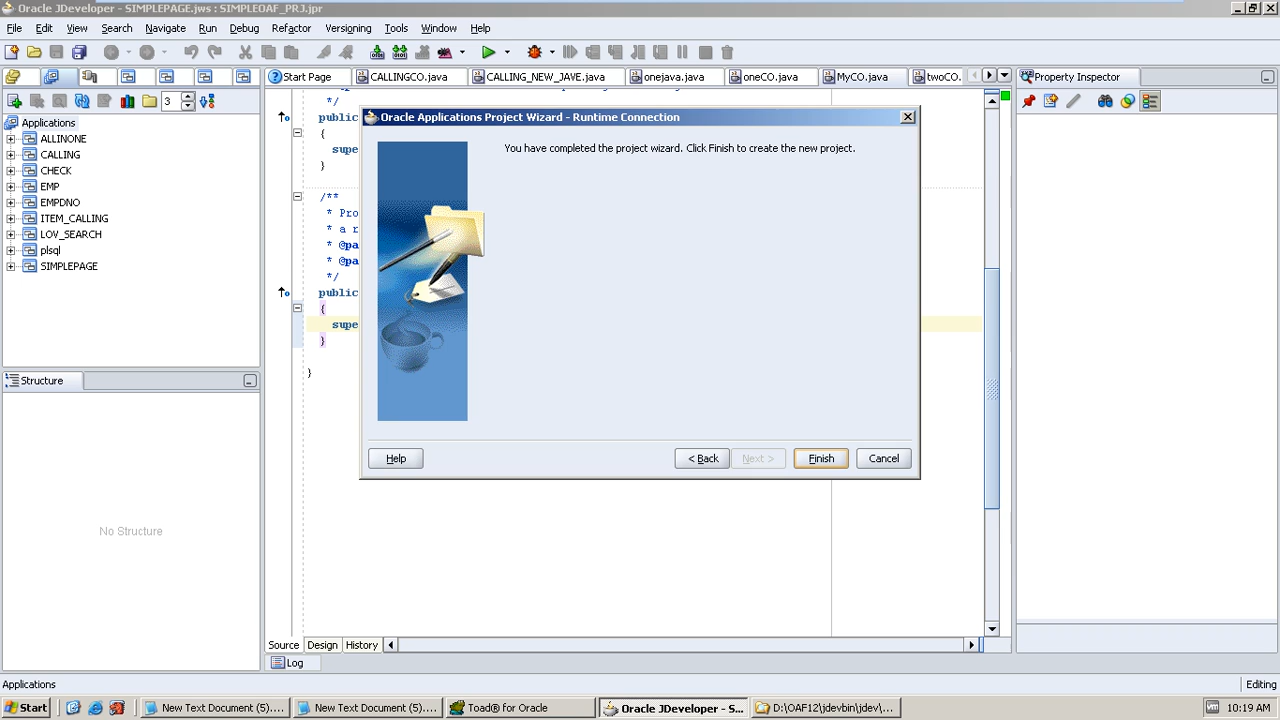 Oracle JDeveloper - SIMPLEPAGE.jws : SIMPLEOAF_PRJ.jpr
File Edit View Search Navigate Run Debug Refactor Versioning Tools Window Help
Start Page CALLINGCO.java CALLING_NEW_JAVE.java onejava.java oneCO.java MyCO.java twoCO.
Property Inspector
3
Applications
ALLINONE
CALLING
CHECK
EMP
EMPDNO
ITEM_CALLING
LOV_SEARCH
plsql
SIMPLEPAGE
Structure
No Structure
*/
public
{
supe
}
/**
* Pro
* a r
* @pa
* @pa
*/
public
{
supe
}
}
Oracle Applications Project Wizard - Runtime Connection
You have completed the project wizard. Click Finish to create the new project.
Help < Back Next > Finish Cancel
Source Design History
Log
Applications
Editing
Start New Text Document (5).... New Text Document (5).... Toad® for Oracle Oracle JDeveloper - S... D:\OAF12\jdevbin\jdev\... 10:19 AM